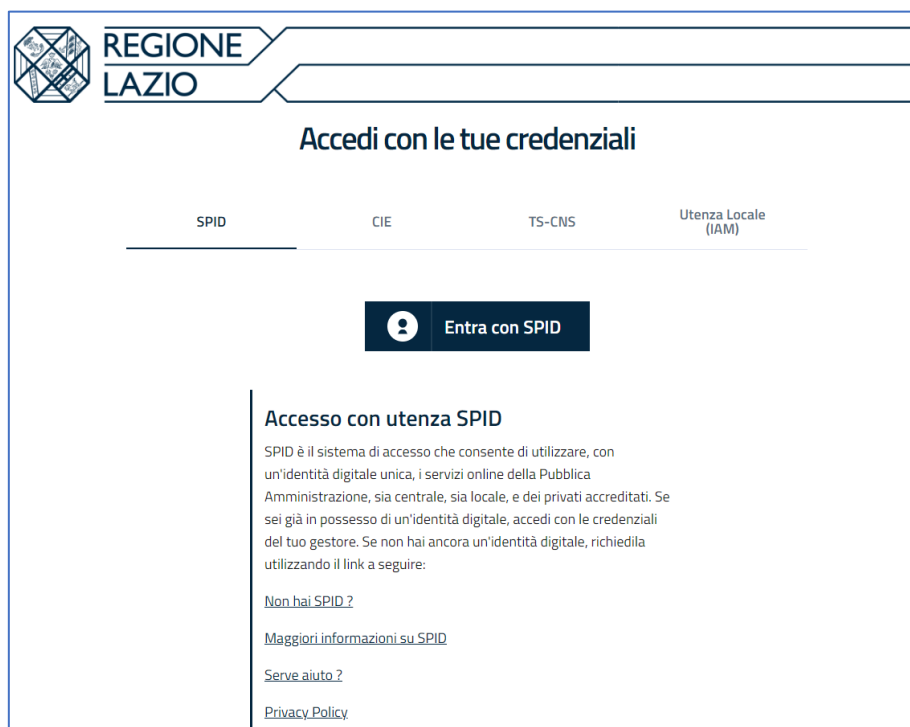 REGIONE
LAZIO
Accedi con le tue credenziali
SPID
CIE
TS-CNS
Utenza Locale
(IAM)
Entra con SPID
Accesso con utenza SPID
SPID è il sistema di accesso che consente di utilizzare, con
un'identità digitale unica, i servizi online della Pubblica
Amministrazione, sia centrale, sia locale, e dei privati accreditati. Se
sei già in possesso di un'identità digitale, accedi con le credenziali
del tuo gestore. Se non hai ancora un'identità digitale, richiedila
utilizzando il link a seguire:
Non hai SPID ?
Maggiori informazioni su SPID
Serve aiuto ?
Privacy Policy